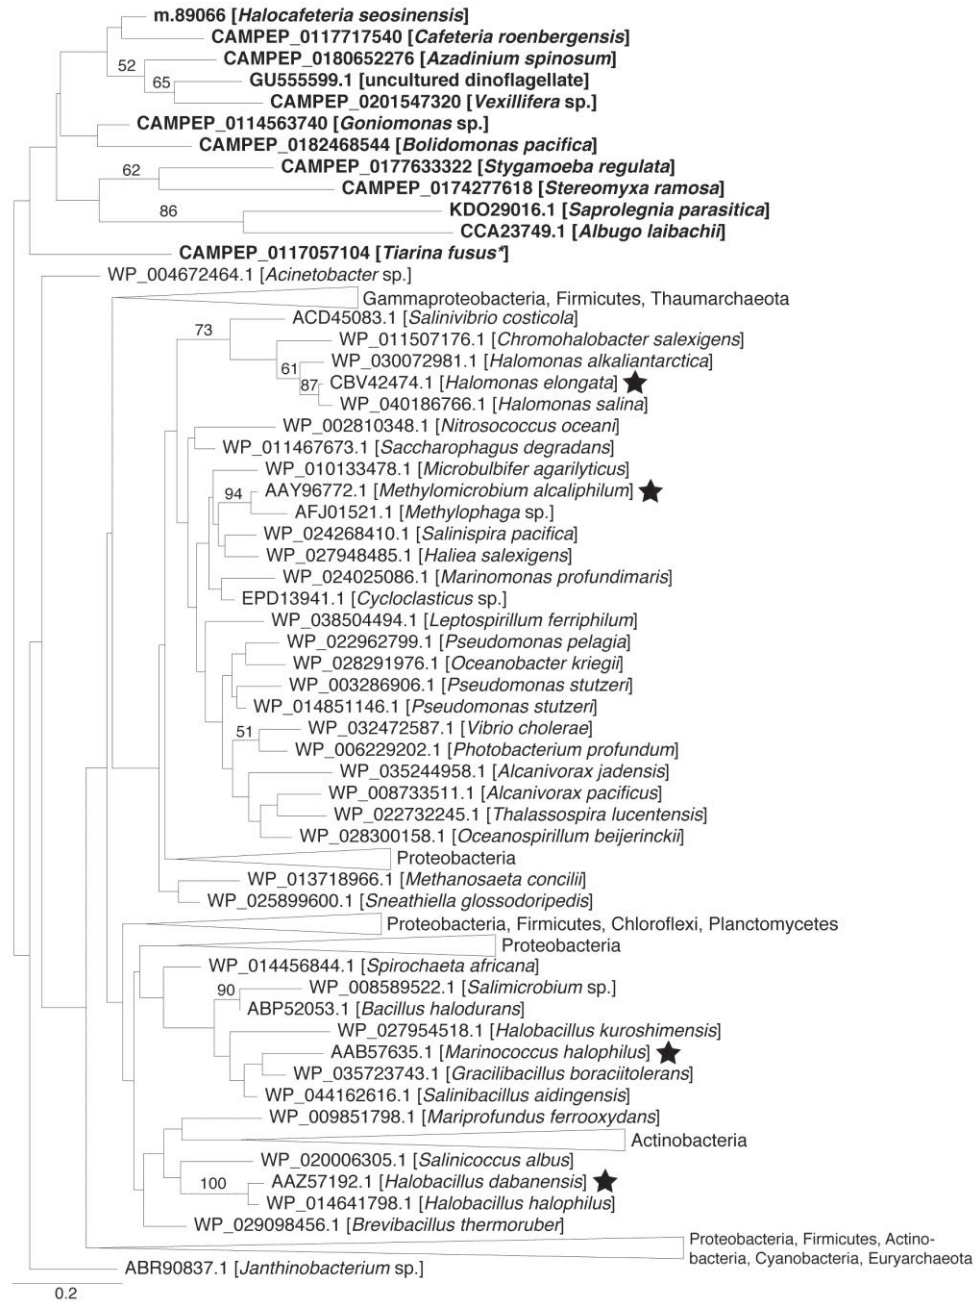 m.89066 [Halocafeteria seosinensis]
CAMPEP_0117717540 [Cafeteria roenbergensis]
CAMPEP_0180652276 [Azadinium spinosum]
52
GU555599.1 [uncultured dinoflagellate]
65
CAMPEP_0201547320 [Vexillifera sp.]
CAMPEP_0114563740 [Goniomonas sp.]
CAMPEP_0182468544 [Bolidomonas pacifica]
CAMPEP_0177633322 [Stygamoeba regulata]
62
CAMPEP_0174277618 [Stereomyxa ramosa]
86
KDO29016.1 [Saprolegnia parasitica]
CCA23749.1 [Albugo laibachii]
CAMPEP_0117057104 [Tiarina fusus*]
WP_004672464.1 [Acinetobacter sp.]
Gammaproteobacteria, Firmicutes, Thaumarchaeota
ACD45083.1 [Salinivibrio costicola]
73
WP_011507176.1 [Chromohalobacter salexigens]
WP_030072981.1 [Halomonas alkaliantarctica]
61
CBV42474.1 [Halomonas elongata]
87
WP_040186766.1 [Halomonas salina]
WP_002810348.1 [Nitrosococcus oceani]
WP_011467673.1 [Saccharophagus degradans]
WP_010133478.1 [Microbulbifer agarilyticus]
94
AAY96772.1 [Methylomicrobium alcaliphilum]
AFJ01521.1 [Methylophaga sp.]
WP_024268410.1 [Salinispira pacifica]
WP_027948485.1 [Haliea salexigens]
WP_024025086.1 [Marinomonas profundimaris]
EPD13941.1 [Cycloclasticus sp.]
WP_038504494.1 [Leptospirillum ferriphilum]
WP_022962799.1 [Pseudomonas pelagia]
WP_028291976.1 [Oceanobacter kriegii]
WP_003286906.1 [Pseudomonas stutzeri]
WP_014851146.1 [Pseudomonas stutzeri]
WP_032472587.1 [Vibrio cholerae]
51
WP_006229202.1 [Photobacterium profundum]
WP_035244958.1 [Alcanivorax jadensis]
WP_008733511.1 [Alcanivorax pacificus]
WP_022732245.1 [Thalassospira lucentensis]
WP_028300158.1 [Oceanospirillum beijerinckii]
Proteobacteria
WP_013718966.1 [Methanosaeta concilii]
WP_025899600.1 [Sneathiella glossodoripedis]
Proteobacteria, Firmicutes, Chloroflexi, Planctomycetes
Proteobacteria
WP_014456844.1 [Spirochaeta africana]
90
WP_008589522.1 [Salimicrobium sp.]
ABP52053.1 [Bacillus halodurans]
WP_027954518.1 [Halobacillus kuroshimensis]
AAB57635.1 [Marinococcus halophilus]
WP_035723743.1 [Gracilibacillus boraciitolerans]
WP_044162616.1 [Salinibacillus aidingensis]
WP_009851798.1 [Mariprofundus ferrooxydans]
Actinobacteria
WP_020006305.1 [Salinicoccus albus]
100
AAZ57192.1 [Halobacillus dabanensis]
WP_014641798.1 [Halobacillus halophilus]
WP_029098456.1 [Brevibacillus thermoruber]
Proteobacteria, Firmicutes, Actino-
bacteria, Cyanobacteria, Euryarchaeota
ABR90837.1 [Janthinobacterium sp.]
0.2